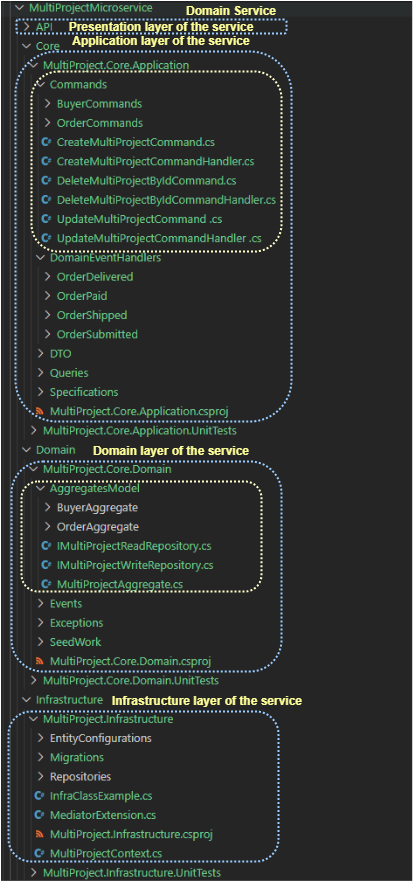 MultiProjectMicroservice Domain Service
API Presentation layer of the service
Core Application layer of the service
MultiProject.Core.Application
Commands
BuyerCommands
OrderCommands
CreateMultiProjectCommand.cs
CreateMultiProjectCommandHandler.cs
DeleteMultiProjectByIdCommand.cs
DeleteMultiProjectByIdCommandHandler.cs
UpdateMultiProjectCommand .cs
UpdateMultiProjectCommandHandler .cs
DomainEventHandlers
OrderDelivered
OrderPaid
OrderShipped
OrderSubmitted
DTO
Queries
Specifications
MultiProject.Core.Application.csproj
MultiProject.Core.Application.UnitTests
Domain Domain layer of the service
MultiProject.Core.Domain
AggregatesModel
BuyerAggregate
OrderAggregate
IMultiProjectReadRepository.cs
IMultiProjectWriteRepository.cs
MultiProjectAggregate.cs
Events
Exceptions
SeedWork
MultiProject.Core.Domain.csproj
MultiProject.Core.Domain.UnitTests
Infrastructure Infrastructure layer of the service
MultiProject.Infrastructure
EntityConfigurations
Migrations
Repositories
InfraClassExample.cs
MediatorExtension.cs
MultiProject.Infrastructure.csproj
MultiProjectContext.cs
MultiProject.Infrastructure.UnitTests